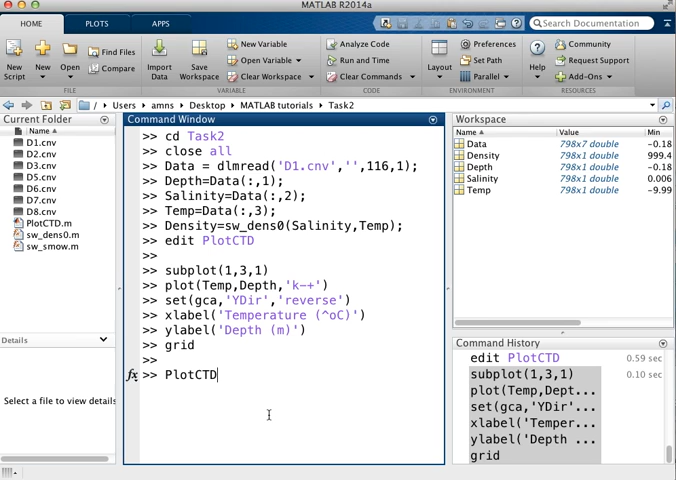 MATLAB R2014a
HOME PLOTS APPS
Search Documentation
New Script
New
Open
Find Files
Compare
Import Data
Save Workspace
New Variable
Open Variable
Clear Workspace
Analyze Code
Run and Time
Clear Commands
Layout
Preferences
Set Path
Parallel
Help
Community
Request Support
Add-Ons
FILE VARIABLE CODE ENVIRONMENT RESOURCES
/ Users amns Desktop MATLAB tutorials Task2
Current Folder
Name
D1.cnv
D2.cnv
D3.cnv
D5.cnv
D6.cnv
D7.cnv
D8.cnv
PlotCTD.m
sw_dens0.m
sw_smow.m
Details
Select a file to view details
Command Window
>> cd Task2
>> close all
>> Data = dlmread('D1.cnv','',116,1);
>> Depth=Data(:,1);
>> Salinity=Data(:,2);
>> Temp=Data(:,3);
>> Density=sw_dens0(Salinity,Temp);
>> edit PlotCTD
>>
>> subplot(1,3,1)
>> plot(Temp,Depth,'k-+')
>> set(gca,'YDir','reverse')
>> xlabel('Temperature (^oC)')
>> ylabel('Depth (m)')
>> grid
>>
fx >> PlotCTD
Workspace
Name Value Min
Data 798x7 double -0.18
Density 798x1 double 999.4
Depth 798x1 double -0.18
Salinity 798x1 double 0.006
Temp 798x1 double -9.99
Command History
edit PlotCTD 0.59 sec
subplot(1,3,1) 0.10 sec
plot(Temp,Dept...
set(gca,'YDir'...
xlabel('Temper...
ylabel('Depth ...
grid